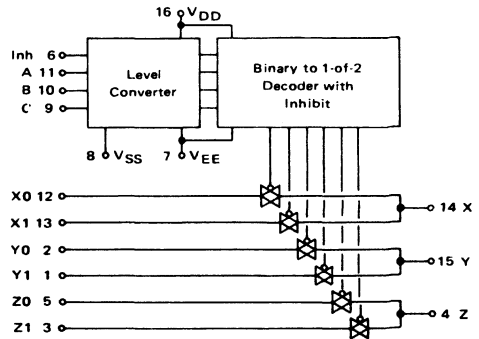 16 VDD
Inh 6
A 11
B 10
C 9
Level
Converter
Binary to 1-of-2
Decoder with
Inhibit
8 VSS
7 VEE
X0 12
X1 13
14 X
Y0 2
Y1 1
15 Y
Z0 5
Z1 3
4 Z